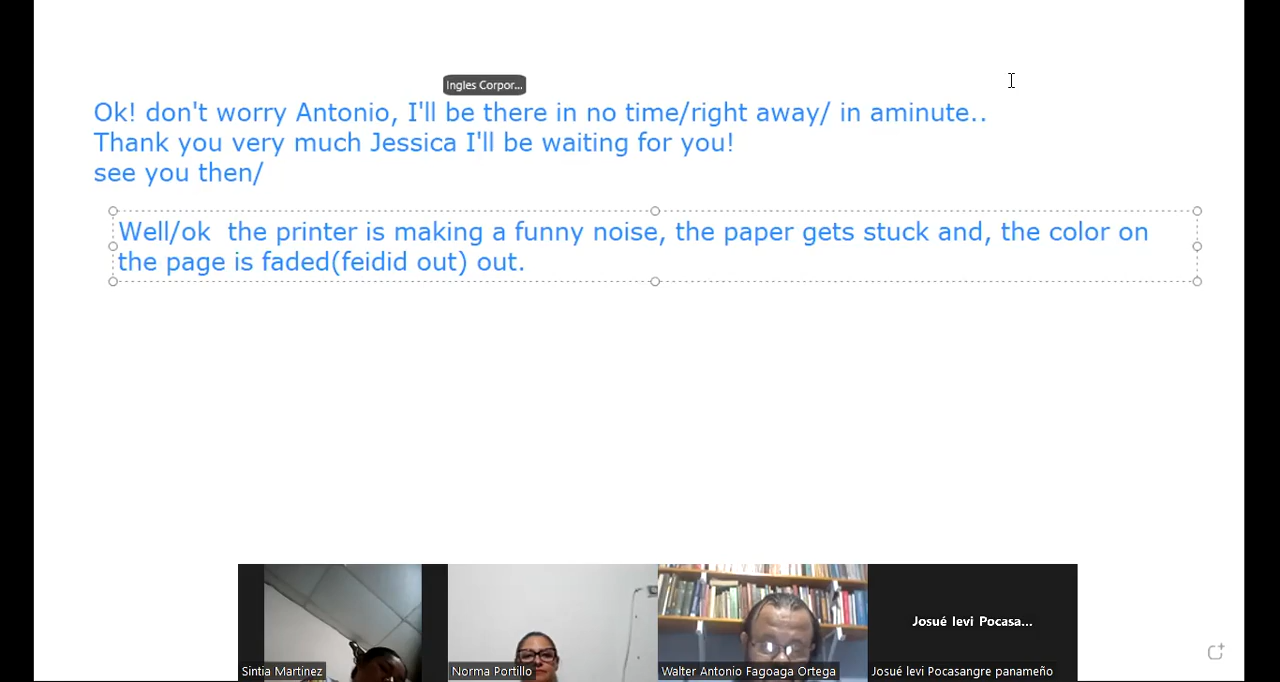 Ingles Corpor...
Ok! don't worry Antonio, I'll be there in no time/right away/ in aminute..
Thank you very much Jessica I'll be waiting for you!
see you then/
Well/ok  the printer is making a funny noise, the paper gets stuck and, the color on
the page is faded(feidid out) out.
Josué levi Pocasa...
Sintia Martinez
Norma Portillo
Walter Antonio Fagoaga Ortega
Josué levi Pocasangre panameño